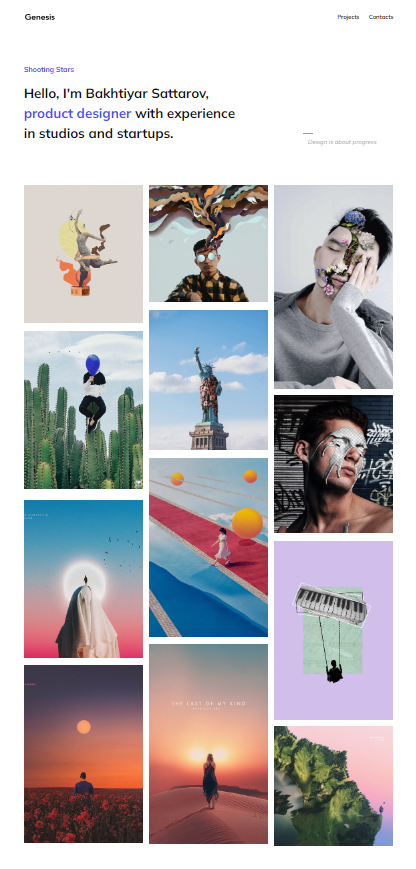 Genesis
Projects Contacts
Shooting Stars
Hello, I'm Bakhtiyar Sattarov,
product designer with experience
in studios and startups.
Design is about progress
THE LAST OF MY KIND